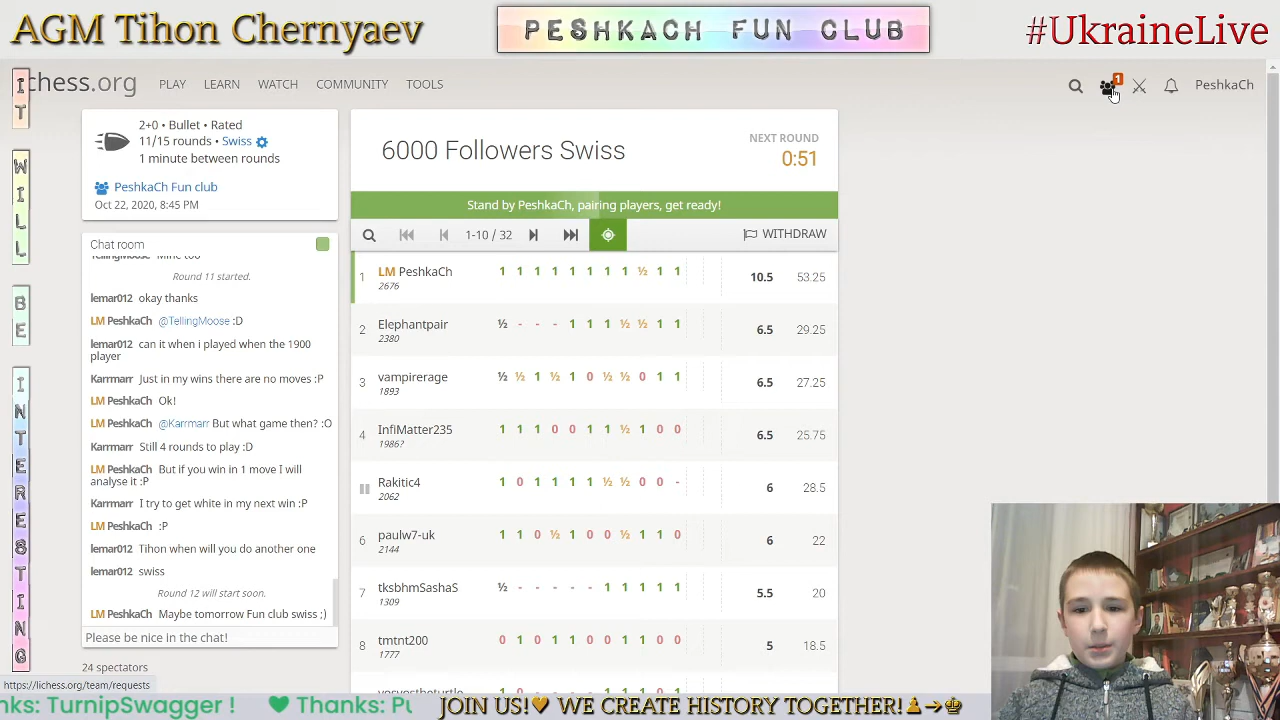 AGM Tihon Chernyaev
PESHKACH FUN CLUB
#UkraineLive
IT
WILL
BE
INTERESTING
chess.org
PLAY LEARN WATCH COMMUNITY TOOLS
1
PeshkaCh
2+0 • Bullet • Rated
11/15 rounds • Swiss
1 minute between rounds
PeshkaCh Fun club
Oct 22, 2020, 8:45 PM
Chat room
TellingMoose Mine too
Round 11 started.
lemar012 okay thanks
LM PeshkaCh @TellingMoose :D
lemar012 can it when i played when the 1900
player
Karrmarr Just in my wins there are no moves :P
LM PeshkaCh Ok!
LM PeshkaCh @Karrmarr But what game then? :O
Karrmarr Still 4 rounds to play :D
LM PeshkaCh But if you win in 1 move I will
analyse it :P
Karrmarr I try to get white in my next win :P
LM PeshkaCh :P
lemar012 Tihon when will you do another one
lemar012 swiss
Round 12 will start soon.
LM PeshkaCh Maybe tomorrow Fun club swiss ;)
Please be nice in the chat!
24 spectators
https://lichess.org/team/requests
6000 Followers Swiss
NEXT ROUND
0:51
Stand by PeshkaCh, pairing players, get ready!
1-10 / 32
WITHDRAW
1 LM PeshkaCh 1 1 1 1 1 1 1 1 ½ 1 1 10.5 53.25
2676
2 Elephantpair ½ - - - 1 1 1 ½ ½ 1 1 6.5 29.25
2380
3 vampirerage ½ ½ 1 ½ 1 0 ½ ½ 0 1 1 6.5 27.25
1893
4 InfiMatter235 1 1 1 0 0 1 1 ½ 1 0 0 6.5 25.75
1986?
Rakitic4 1 0 1 1 1 1 ½ ½ 0 0 - 6 28.5
2062
6 paulw7-uk 1 1 0 ½ 1 0 0 ½ 1 1 0 6 22
2144
7 tksbhmSashaS ½ - - - - - 1 1 1 1 1 5.5 20
1309
8 tmtnt200 0 1 0 1 1 0 0 1 1 0 0 5 18.5
1777
nks: TurnipSwagger ! Thanks: Pu
JOIN US! WE CREATE HISTORY TOGETHER!